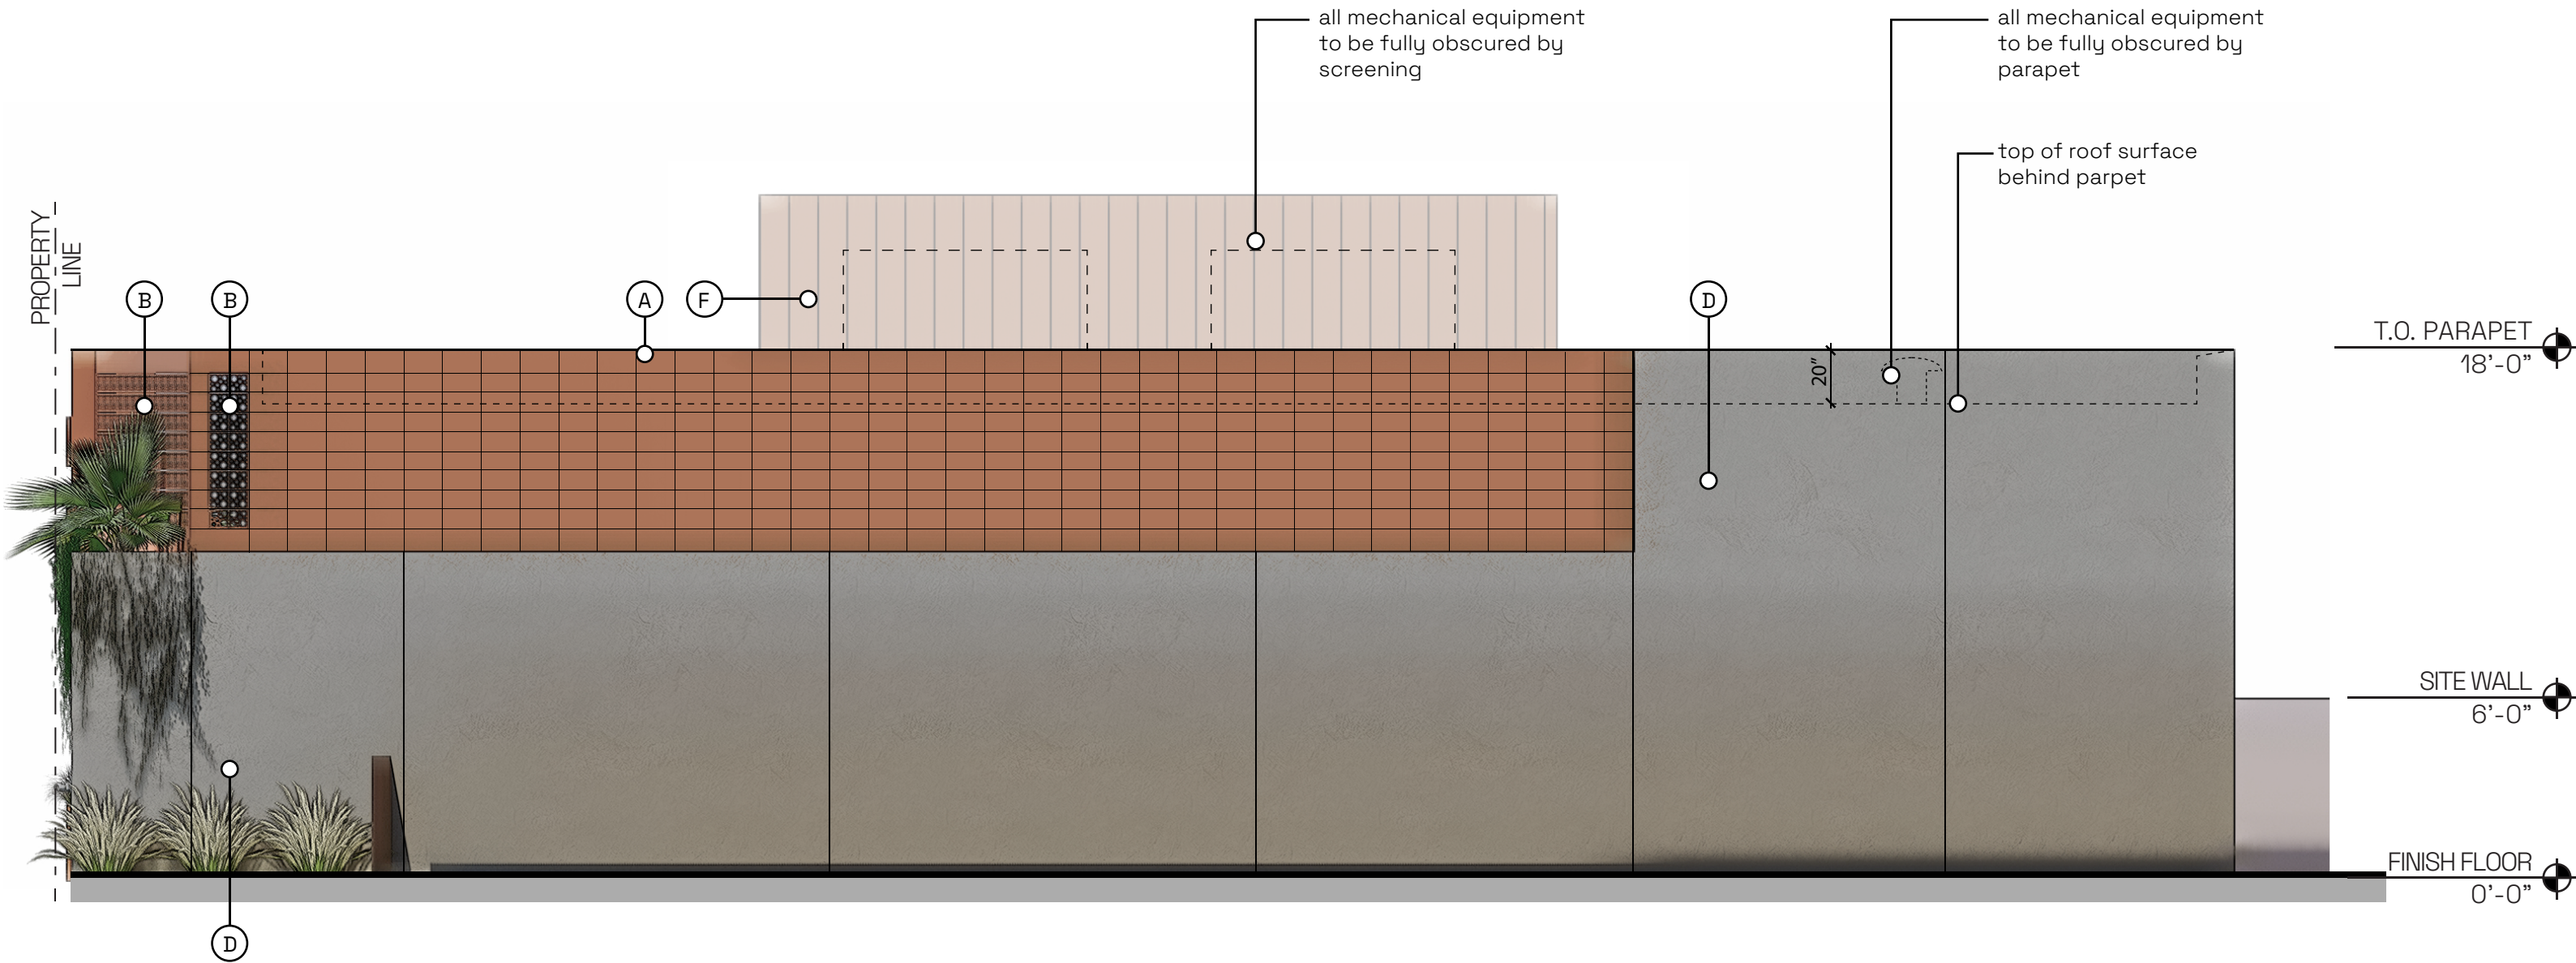 all mechanical equipment
to be fully obscured by
screening
all mechanical equipment
to be fully obscured by
parapet
top of roof surface
behind parpet
PROPERTY
LINE
B
B
A
F
D
T.O. PARAPET
18'-0"
20"
SITE WALL
6'-0"
FINISH FLOOR
0'-0"
D